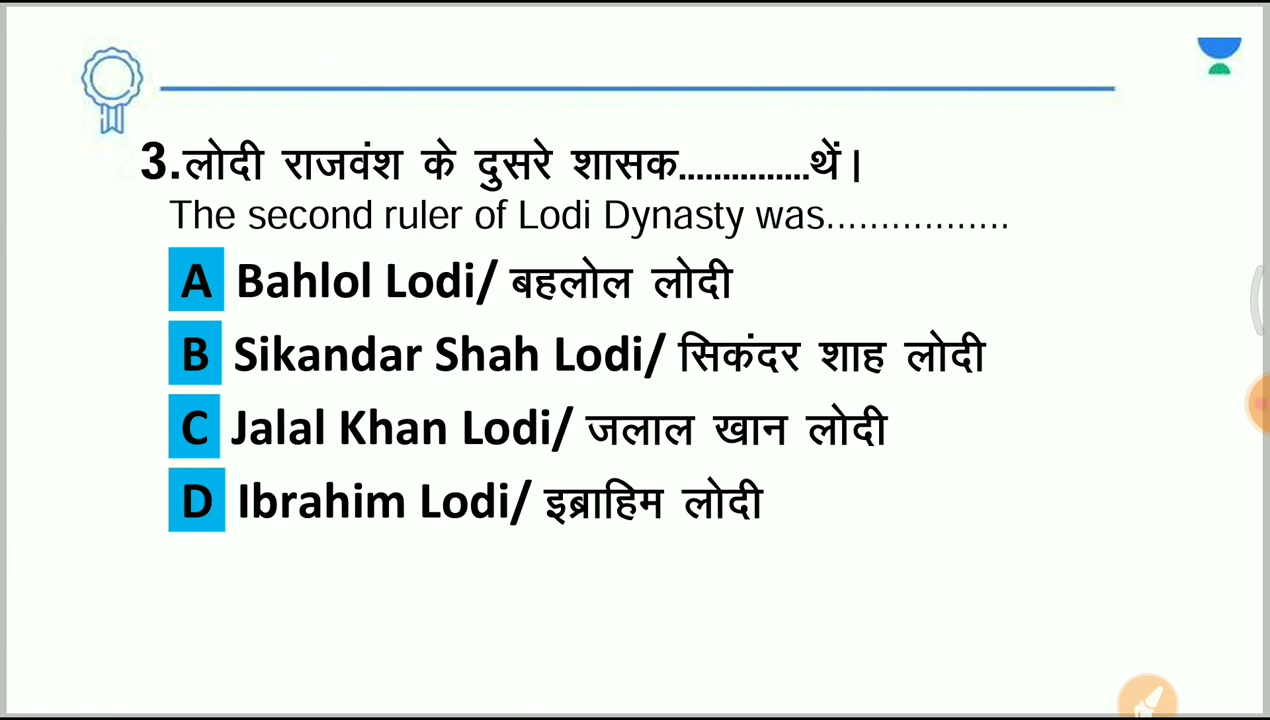 3.लोदी राजवंश के दुसरे शासक...............थें।
The second ruler of Lodi Dynasty was.................
A Bahlol Lodi/ बहलोल लोदी
B Sikandar Shah Lodi/ सिकंदर शाह लोदी
C Jalal Khan Lodi/ जलाल खान लोदी
D Ibrahim Lodi/ इब्राहिम लोदी